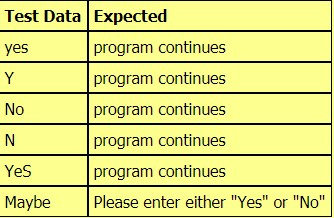 Test Data Expected
yes program continues
Y program continues
No program continues
N program continues
YeS program continues
Maybe Please enter either "Yes" or "No"